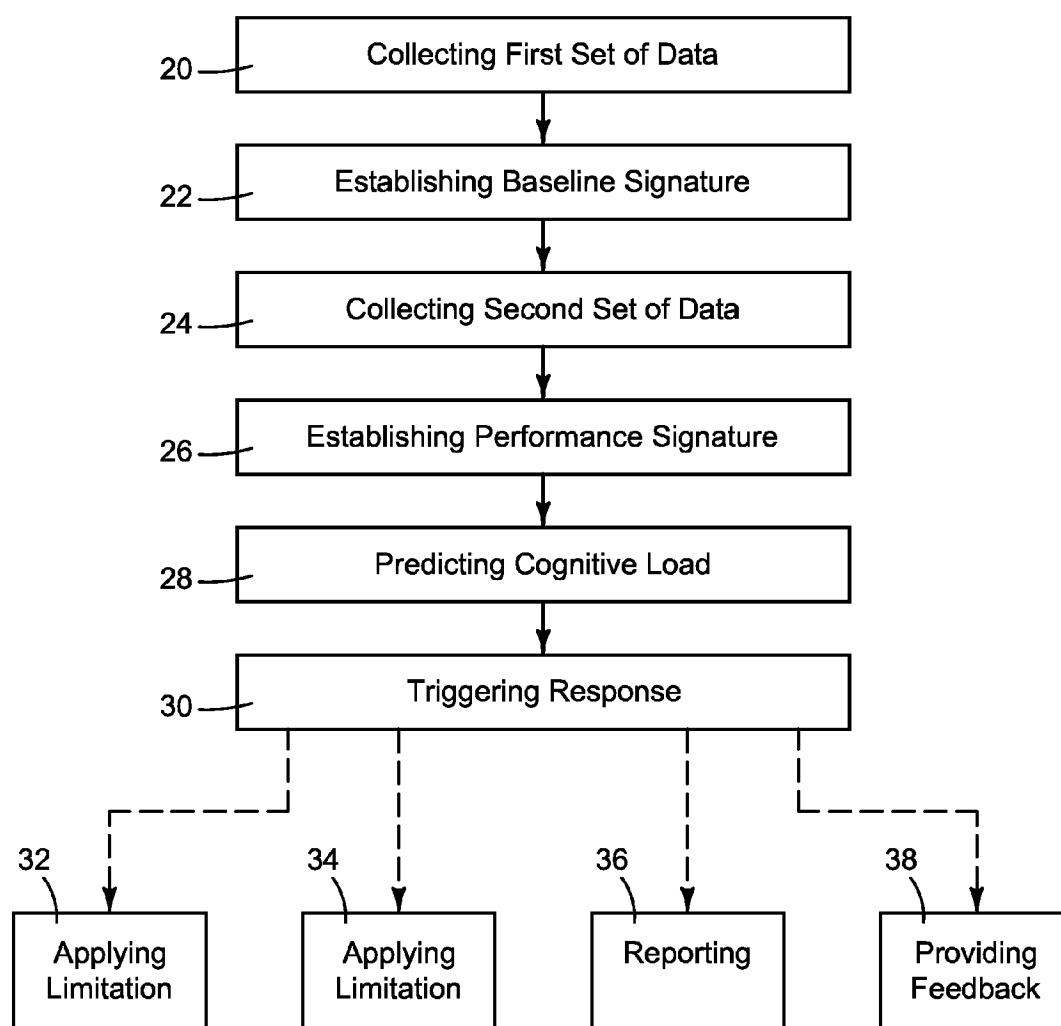 20
Collecting First Set of Data
22
Establishing Baseline Signature
24
Collecting Second Set of Data
26
Establishing Performance Signature
28
Predicting Cognitive Load
30
Triggering Response
32
34
36
38
Applying
Limitation
Applying
Limitation
Reporting
Providing
Feedback